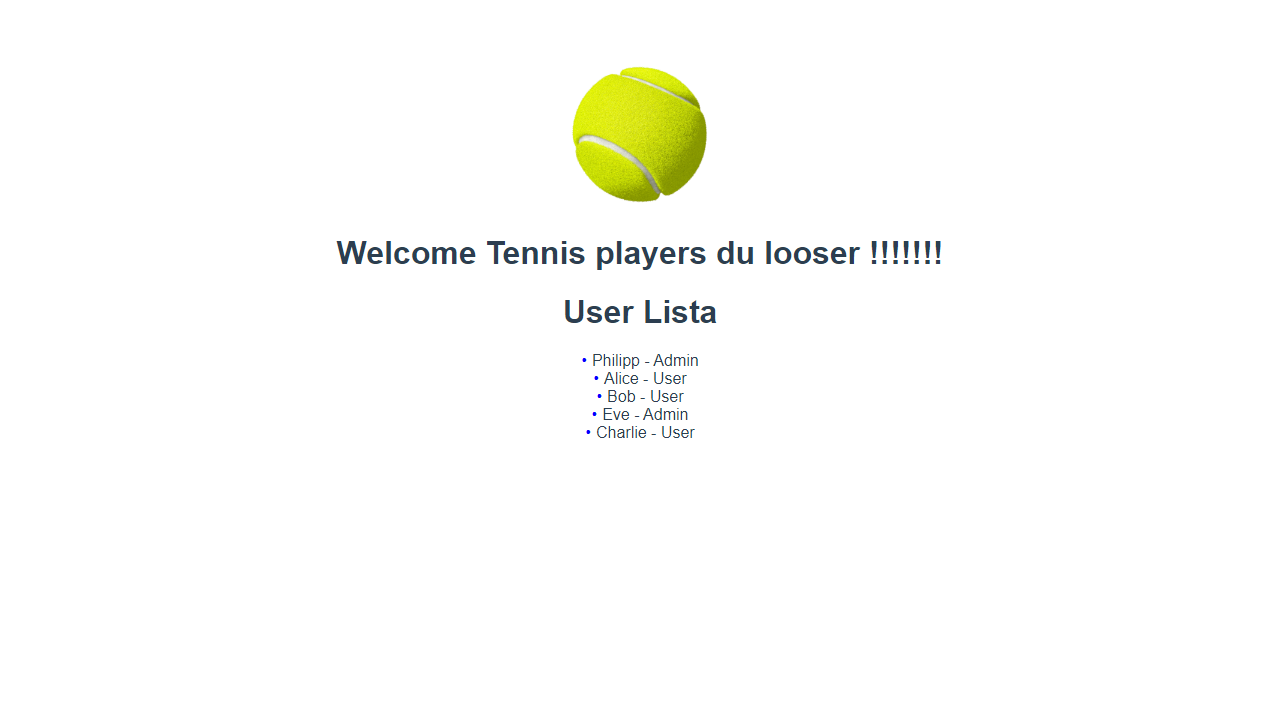 Welcome Tennis players du looser !!!!!!!
User Lista
• Philipp - Admin
• Alice - User
• Bob - User
• Eve - Admin
• Charlie - User